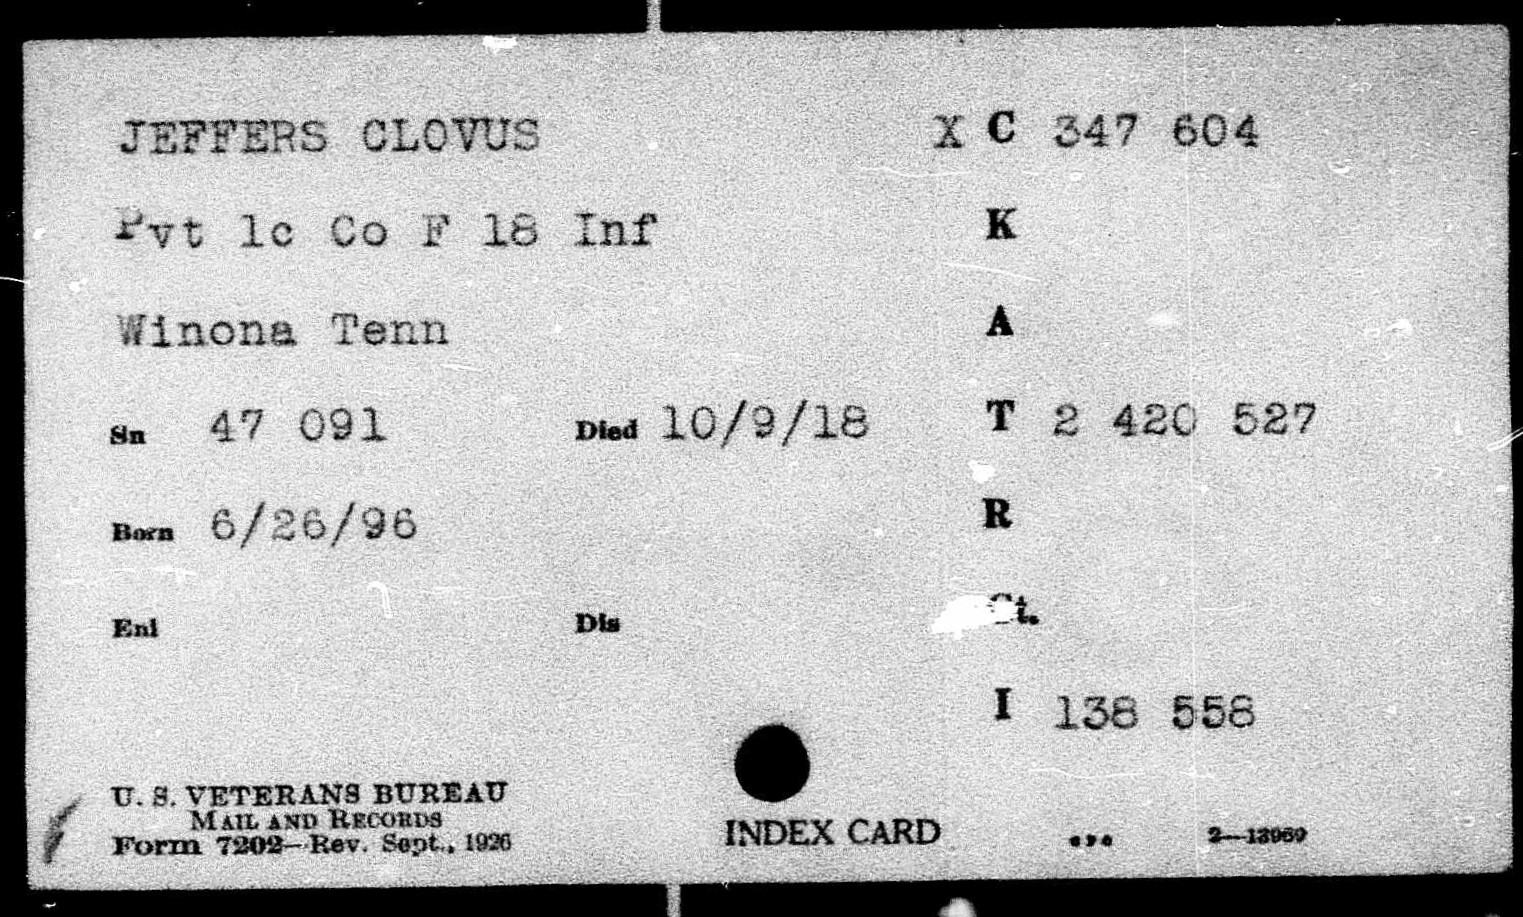 JEFFERS CLOVUS X C 347 604
Pvt 1c Co F 18 Inf K
Winona Tenn A
Sn 47 091 Died 10/9/18 T 2 420 527
Born 6/26/96 R
Enl Dis Ct.
I 138 558
U. S. VETERANS BUREAU
MAIL AND RECORDS
Form 7202—Rev. Sept., 1926
INDEX CARD 2—13969